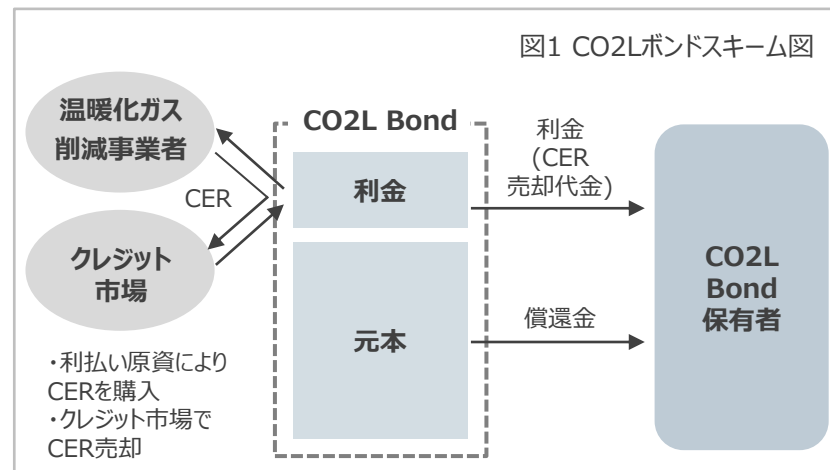 図1 CO2Lボンドスキーム図
温暖化ガス
削減事業者
CER
クレジット
市場
・利払い原資により
CERを購入
・クレジット市場で
CER売却
CO2L Bond
利金
元本
利金
(CER
売却代金)
償還金
CO2L
Bond
保有者